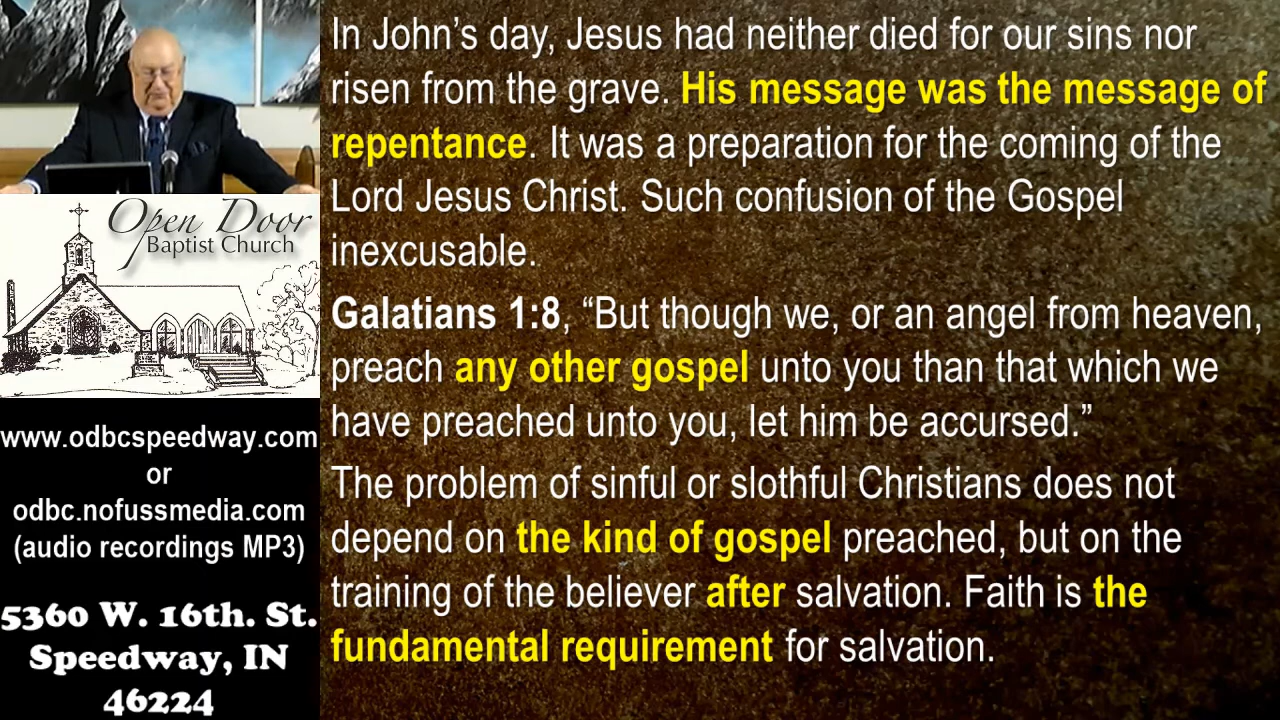 Open Door
Baptist Church
www.odbcspeedway.com
or
odbc.nofussmedia.com
(audio recordings MP3)
5360 W. 16th. St.
Speedway, IN
46224
In John’s day, Jesus had neither died for our sins nor
risen from the grave. His message was the message of
repentance. It was a preparation for the coming of the
Lord Jesus Christ. Such confusion of the Gospel
inexcusable.
Galatians 1:8, “But though we, or an angel from heaven,
preach any other gospel unto you than that which we
have preached unto you, let him be accursed.”
The problem of sinful or slothful Christians does not
depend on the kind of gospel preached, but on the
training of the believer after salvation. Faith is the
fundamental requirement for salvation.